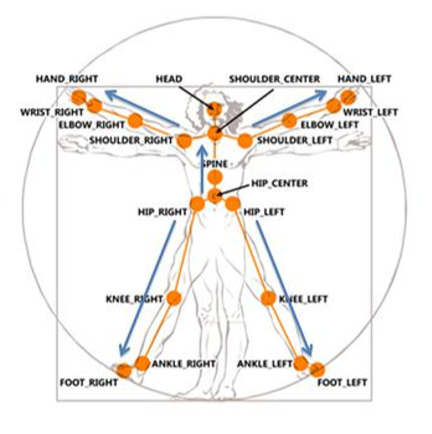 HAND_RIGHT
HEAD
SHOULDER_CENTER
HAND_LEFT
WRIST_RIGHT
WRIST_LEFT
ELBOW_RIGHT
ELBOW_LEFT
SHOULDER_RIGHT
SHOULDER_LEFT
SPINE
HIP_CENTER
HIP_RIGHT
HIP_LEFT
KNEE_RIGHT
KNEE_LEFT
ANKLE_RIGHT
ANKLE_LEFT
FOOT_RIGHT
FOOT_LEFT